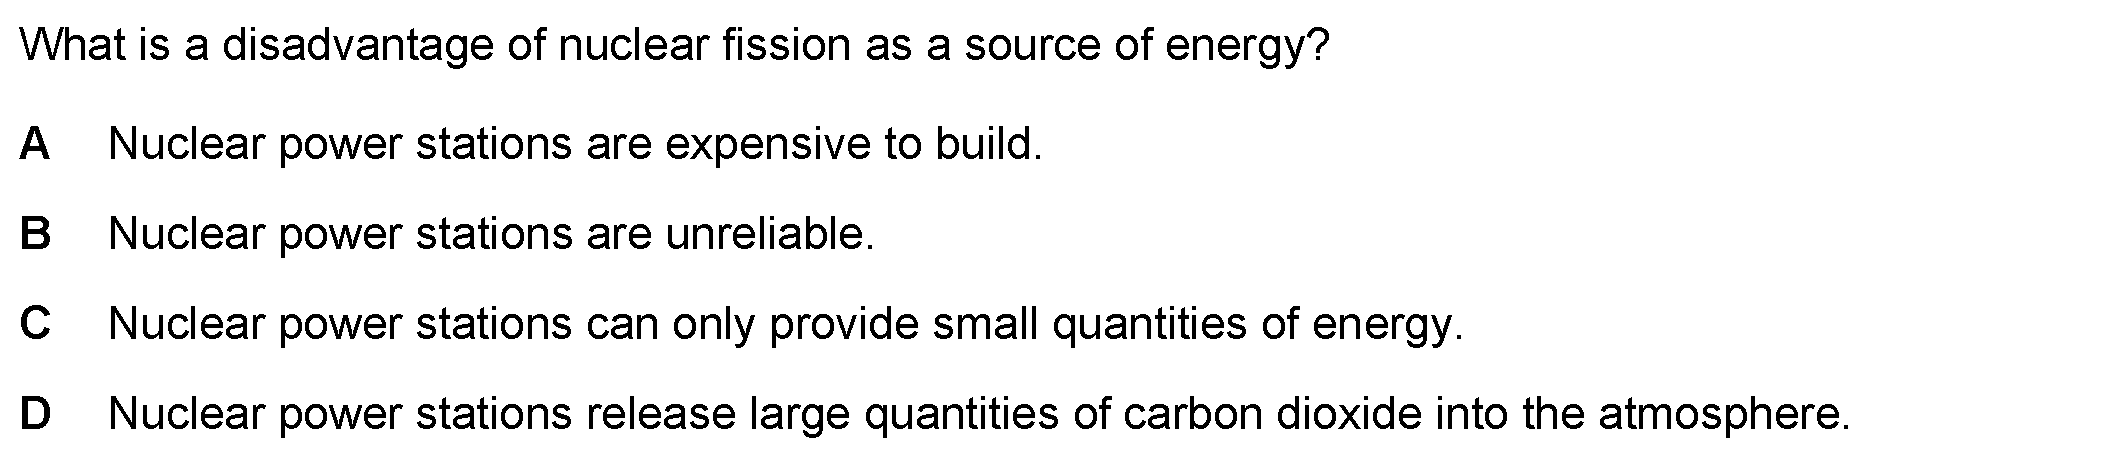 What is a disadvantage of nuclear fission as a source of energy?
A Nuclear power stations are expensive to build.
B Nuclear power stations are unreliable.
C Nuclear power stations can only provide small quantities of energy.
D Nuclear power stations release large quantities of carbon dioxide into the atmosphere.